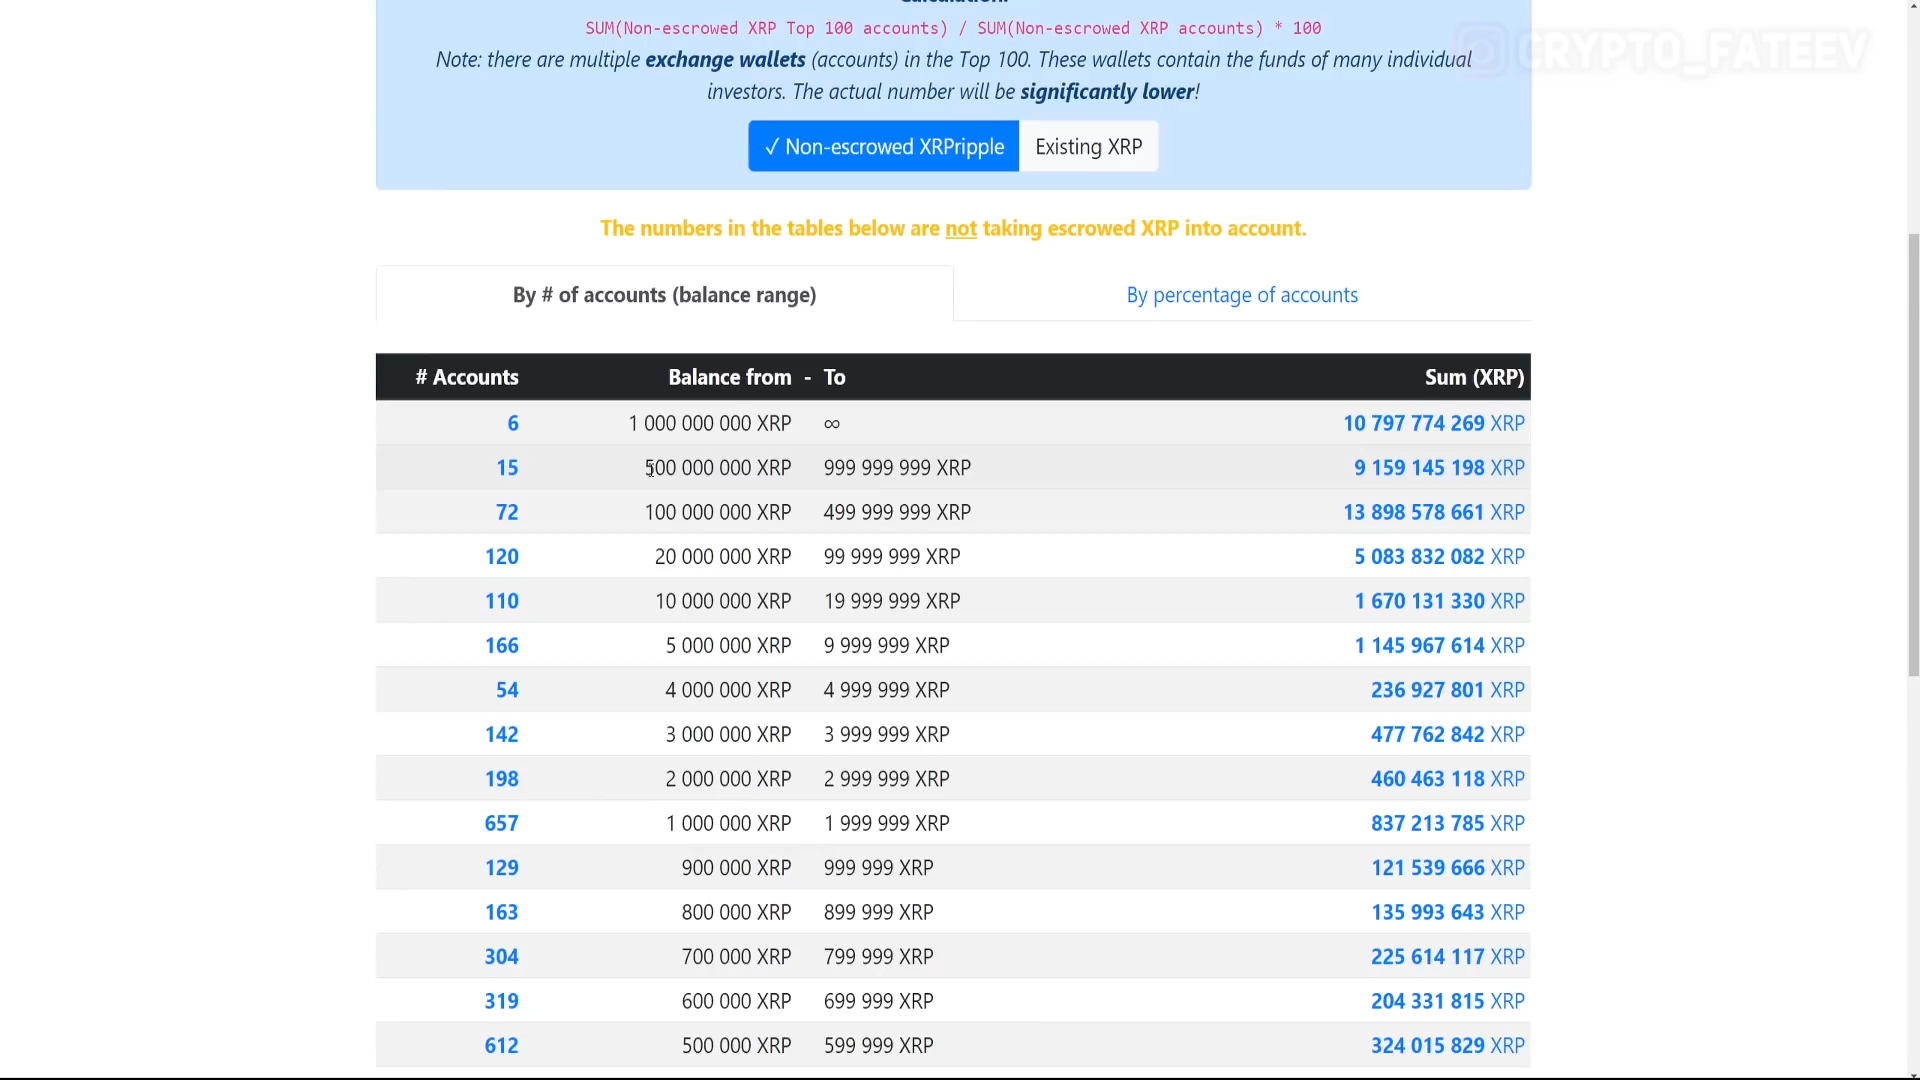 SUM(Non-escrowed XRP Top 100 accounts) / SUM(Non-escrowed XRP accounts) * 100
Note: there are multiple exchange wallets (accounts) in the Top 100. These wallets contain the funds of many individual
investors. The actual number will be significantly lower!
CRYPTO_FATEEV
✓ Non-escrowed XRPripple Existing XRP
The numbers in the tables below are not taking escrowed XRP into account.
By # of accounts (balance range) By percentage of accounts
# Accounts Balance from - To Sum (XRP)
6 1 000 000 000 XRP ∞ 10 797 774 269 XRP
15 500 000 000 XRP 999 999 999 XRP 9 159 145 198 XRP
72 100 000 000 XRP 499 999 999 XRP 13 898 578 661 XRP
120 20 000 000 XRP 99 999 999 XRP 5 083 832 082 XRP
110 10 000 000 XRP 19 999 999 XRP 1 670 131 330 XRP
166 5 000 000 XRP 9 999 999 XRP 1 145 967 614 XRP
54 4 000 000 XRP 4 999 999 XRP 236 927 801 XRP
142 3 000 000 XRP 3 999 999 XRP 477 762 842 XRP
198 2 000 000 XRP 2 999 999 XRP 460 463 118 XRP
657 1 000 000 XRP 1 999 999 XRP 837 213 785 XRP
129 900 000 XRP 999 999 XRP 121 539 666 XRP
163 800 000 XRP 899 999 XRP 135 993 643 XRP
304 700 000 XRP 799 999 XRP 225 614 117 XRP
319 600 000 XRP 699 999 XRP 204 331 815 XRP
612 500 000 XRP 599 999 XRP 324 015 829 XRP